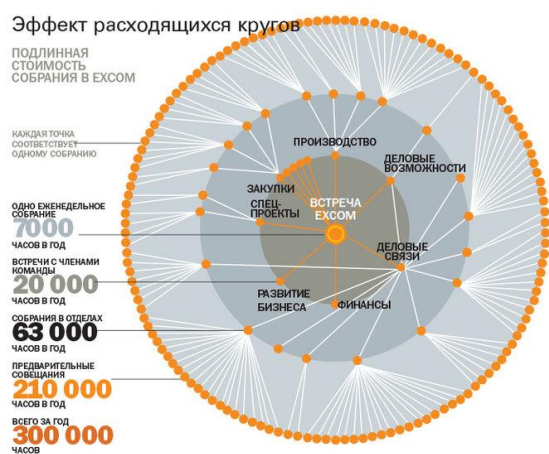 Эффект расходящихся кругов
ПОДЛИННАЯ
СТОИМОСТЬ
СОБРАНИЯ В EXCOM
КАЖДАЯ ТОЧКА
СООТВЕТСТВУЕТ
ОДНОМУ СОБРАНИЮ
ОДНО ЕЖЕНЕДЕЛЬНОЕ
СОБРАНИЕ
7000
ЧАСОВ В ГОД
ВСТРЕЧИ С ЧЛЕНАМИ
КОМАНДЫ
20 000
ЧАСОВ В ГОД
СОБРАНИЯ В ОТДЕЛАХ
63 000
ЧАСОВ В ГОД
ПРЕДВАРИТЕЛЬНЫЕ
СОВЕЩАНИЯ
210 000
ЧАСОВ В ГОД
ВСЕГО ЗА ГОД
300 000
ЧАСОВ
ПРОИЗВОДСТВО
ДЕЛОВЫЕ
ВОЗМОЖНОСТИ
ЗАКУПКИ
СПЕЦ-
ПРОЕКТЫ
ВСТРЕЧА
EXCOM
ДЕЛОВЫЕ
СВЯЗИ
РАЗВИТИЕ
БИЗНЕСА
ФИНАНСЫ